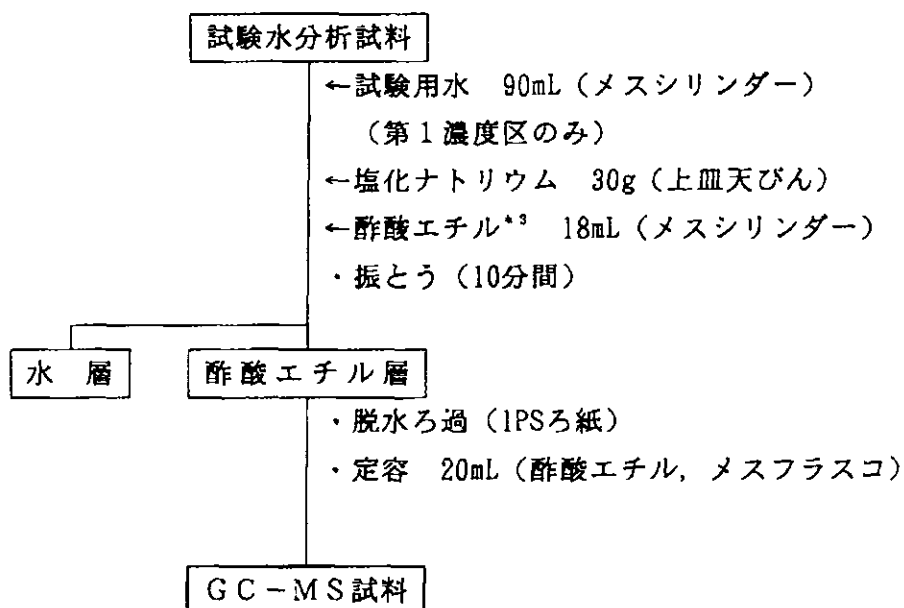 試験水分析試料
←試験用水 90mL(メスシリンダー)
(第1濃度区のみ)
←塩化ナトリウム 30g(上皿天びん)
←酢酸エチル*3 18mL(メスシリンダー)
・振とう(10分間)
水 層
酢酸エチル層
・脱水ろ過(1PSろ紙)
・定容 20mL(酢酸エチル, メスフラスコ)
GC-MS試料